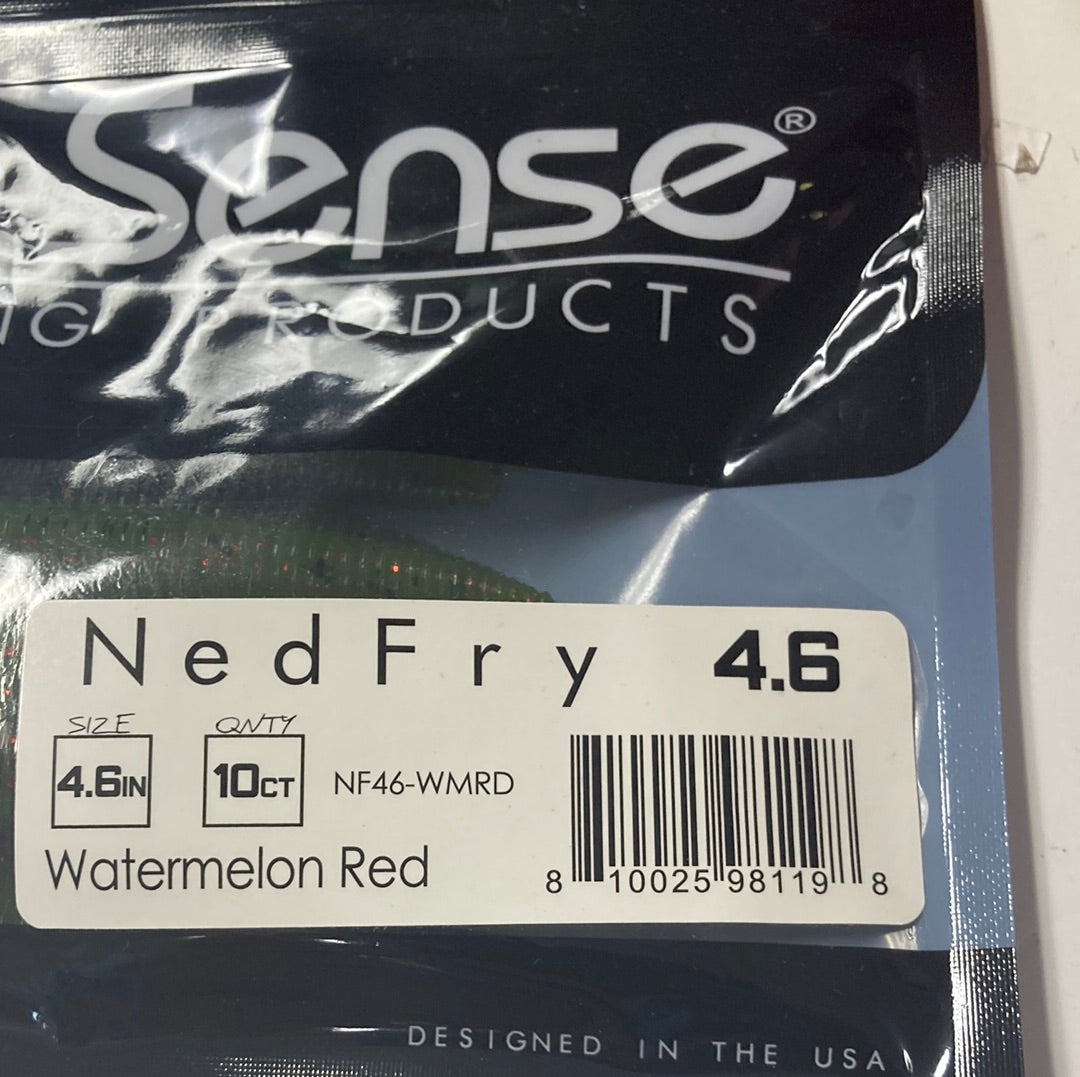 Sense®
NG PRODUCTS
NedFry 4.6
SIZE QNTY
4.6IN 10CT NF46-WMRD
Watermelon Red
8 10025 98119 8
DESIGNED IN THE USA